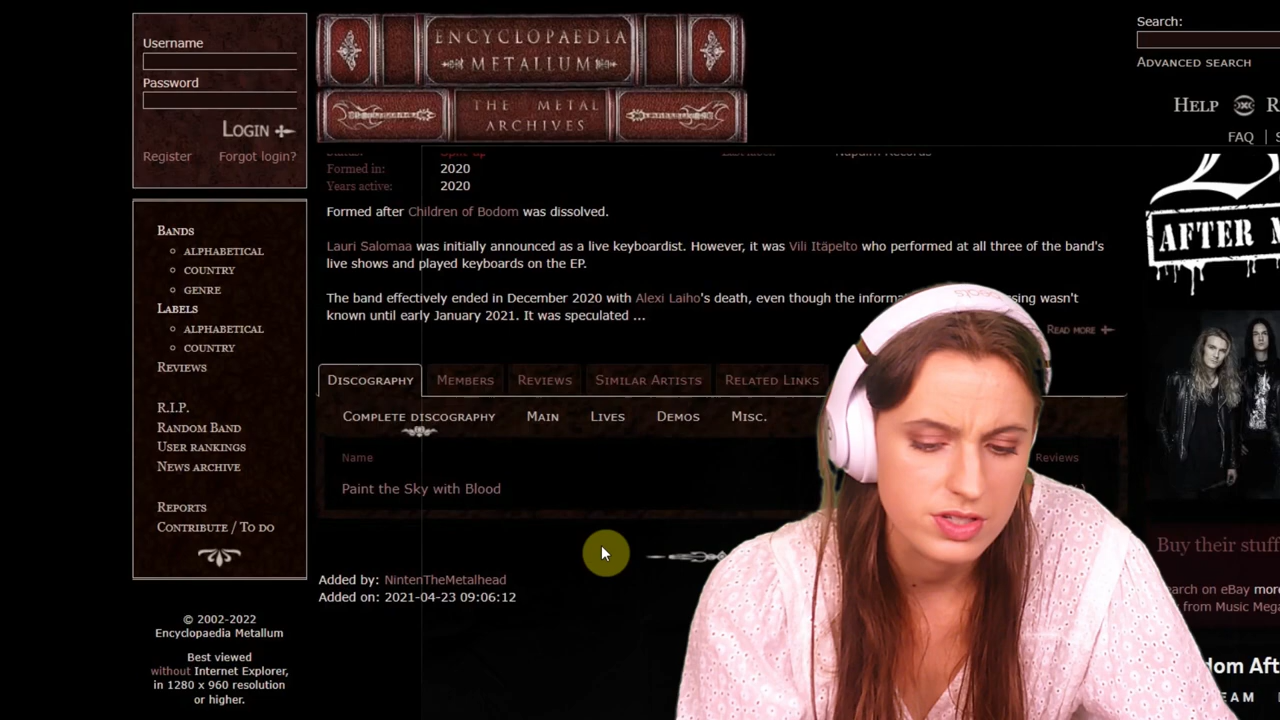 Username
Password
LOGIN
Register Forgot login?
ENCYCLOPAEDIA
METALLUM
THE METAL
ARCHIVES
Search:
ADVANCED SEARCH
HELP
FAQ |
BANDS
ALPHABETICAL
COUNTRY
GENRE
LABELS
ALPHABETICAL
COUNTRY
REVIEWS
R.I.P.
RANDOM BAND
USER RANKINGS
NEWS ARCHIVE
REPORTS
CONTRIBUTE / TO DO
© 2002-2022
Encyclopaedia Metallum
Best viewed
without Internet Explorer,
in 1280 x 960 resolution
or higher.
Formed in: 2020
Years active: 2020
Formed after Children of Bodom was dissolved.
Lauri Salomaa was initially announced as a live keyboardist. However, it was Vili Itäpelto who performed at all three of the band's
live shows and played keyboards on the EP.
The band effectively ended in December 2020 with Alexi Laiho's death, even though the wasn't
known until early January 2021. It was speculated ...
READ MORE
DISCOGRAPHY MEMBERS REVIEWS SIMILAR ARTISTS RELATED LINKS
COMPLETE DISCOGRAPHY MAIN LIVES DEMOS MISC.
Name Reviews
Paint the Sky with Blood
Added by: NintenTheMetalhead
Added on: 2021-04-23 09:06:12
AFTER
Buy their stuff
on eBay
beats